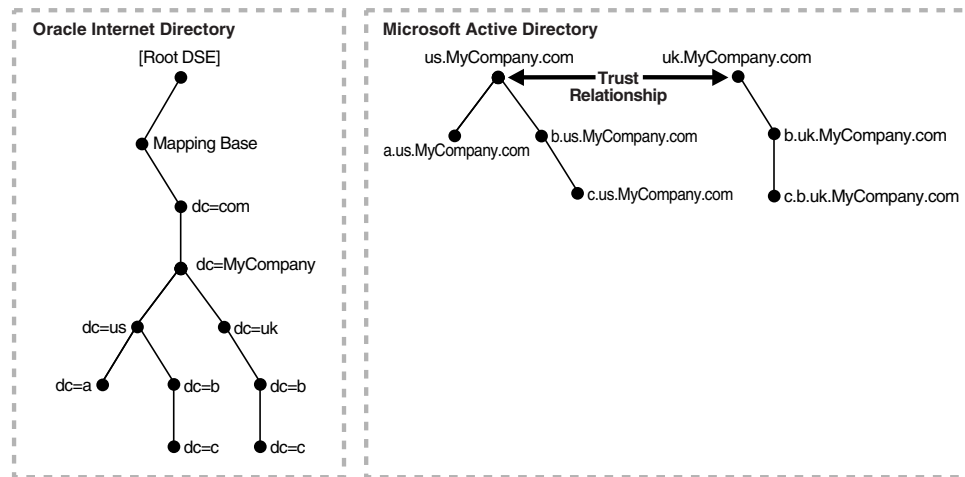 Oracle Internet Directory
[Root DSE]
Mapping Base
dc=com
dc=MyCompany
dc=us
dc=uk
dc=a
dc=b
dc=b
dc=c
dc=c
Microsoft Active Directory
us.MyCompany.com
uk.MyCompany.com
Trust
Relationship
a.us.MyCompany.com
b.us.MyCompany.com
b.uk.MyCompany.com
c.us.MyCompany.com
c.b.uk.MyCompany.com